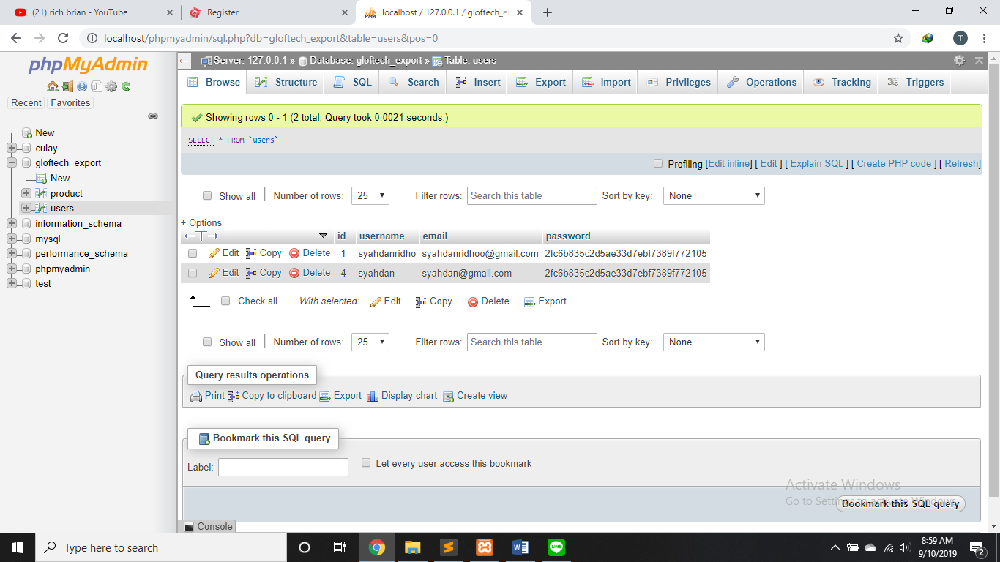 (21) rich brian - YouTube
Register
localhost / 127.0.0.1 / gloftech_e
localhost/phpmyadmin/sql.php?db=gloftech_export&table=users&pos=0
T
phpMyAdmin
Recent Favorites
New
culay
gloftech_export
New
product
users
information_schema
mysql
performance_schema
phpmyadmin
test
Server: 127.0.0.1 » Database: gloftech_export » Table: users
Browse Structure SQL Search Insert Export Import Privileges Operations Tracking Triggers
Showing rows 0 - 1 (2 total, Query took 0.0021 seconds.)
SELECT * FROM `users`
Profiling [Edit inline] [ Edit ] [ Explain SQL ] [ Create PHP code ] [ Refresh]
Show all Number of rows: 25 Filter rows: Search this table Sort by key: None
+ Options
id username email password
Edit Copy Delete 1 syahdanridho syahdanridhoo@gmail.com 2fc6b835c2d5ae33d7ebf7389f772105
Edit Copy Delete 4 syahdan syahdan@gmail.com 2fc6b835c2d5ae33d7ebf7389f772105
Check all With selected: Edit Copy Delete Export
Show all Number of rows: 25 Filter rows: Search this table Sort by key: None
Query results operations
Print Copy to clipboard Export Display chart Create view
Bookmark this SQL query
Label: Let every user access this bookmark
Activate Windows
Go to Settings to activate Windows.
Bookmark this SQL query
Console
Type here to search
LINE
8:59 AM
9/10/2019
2